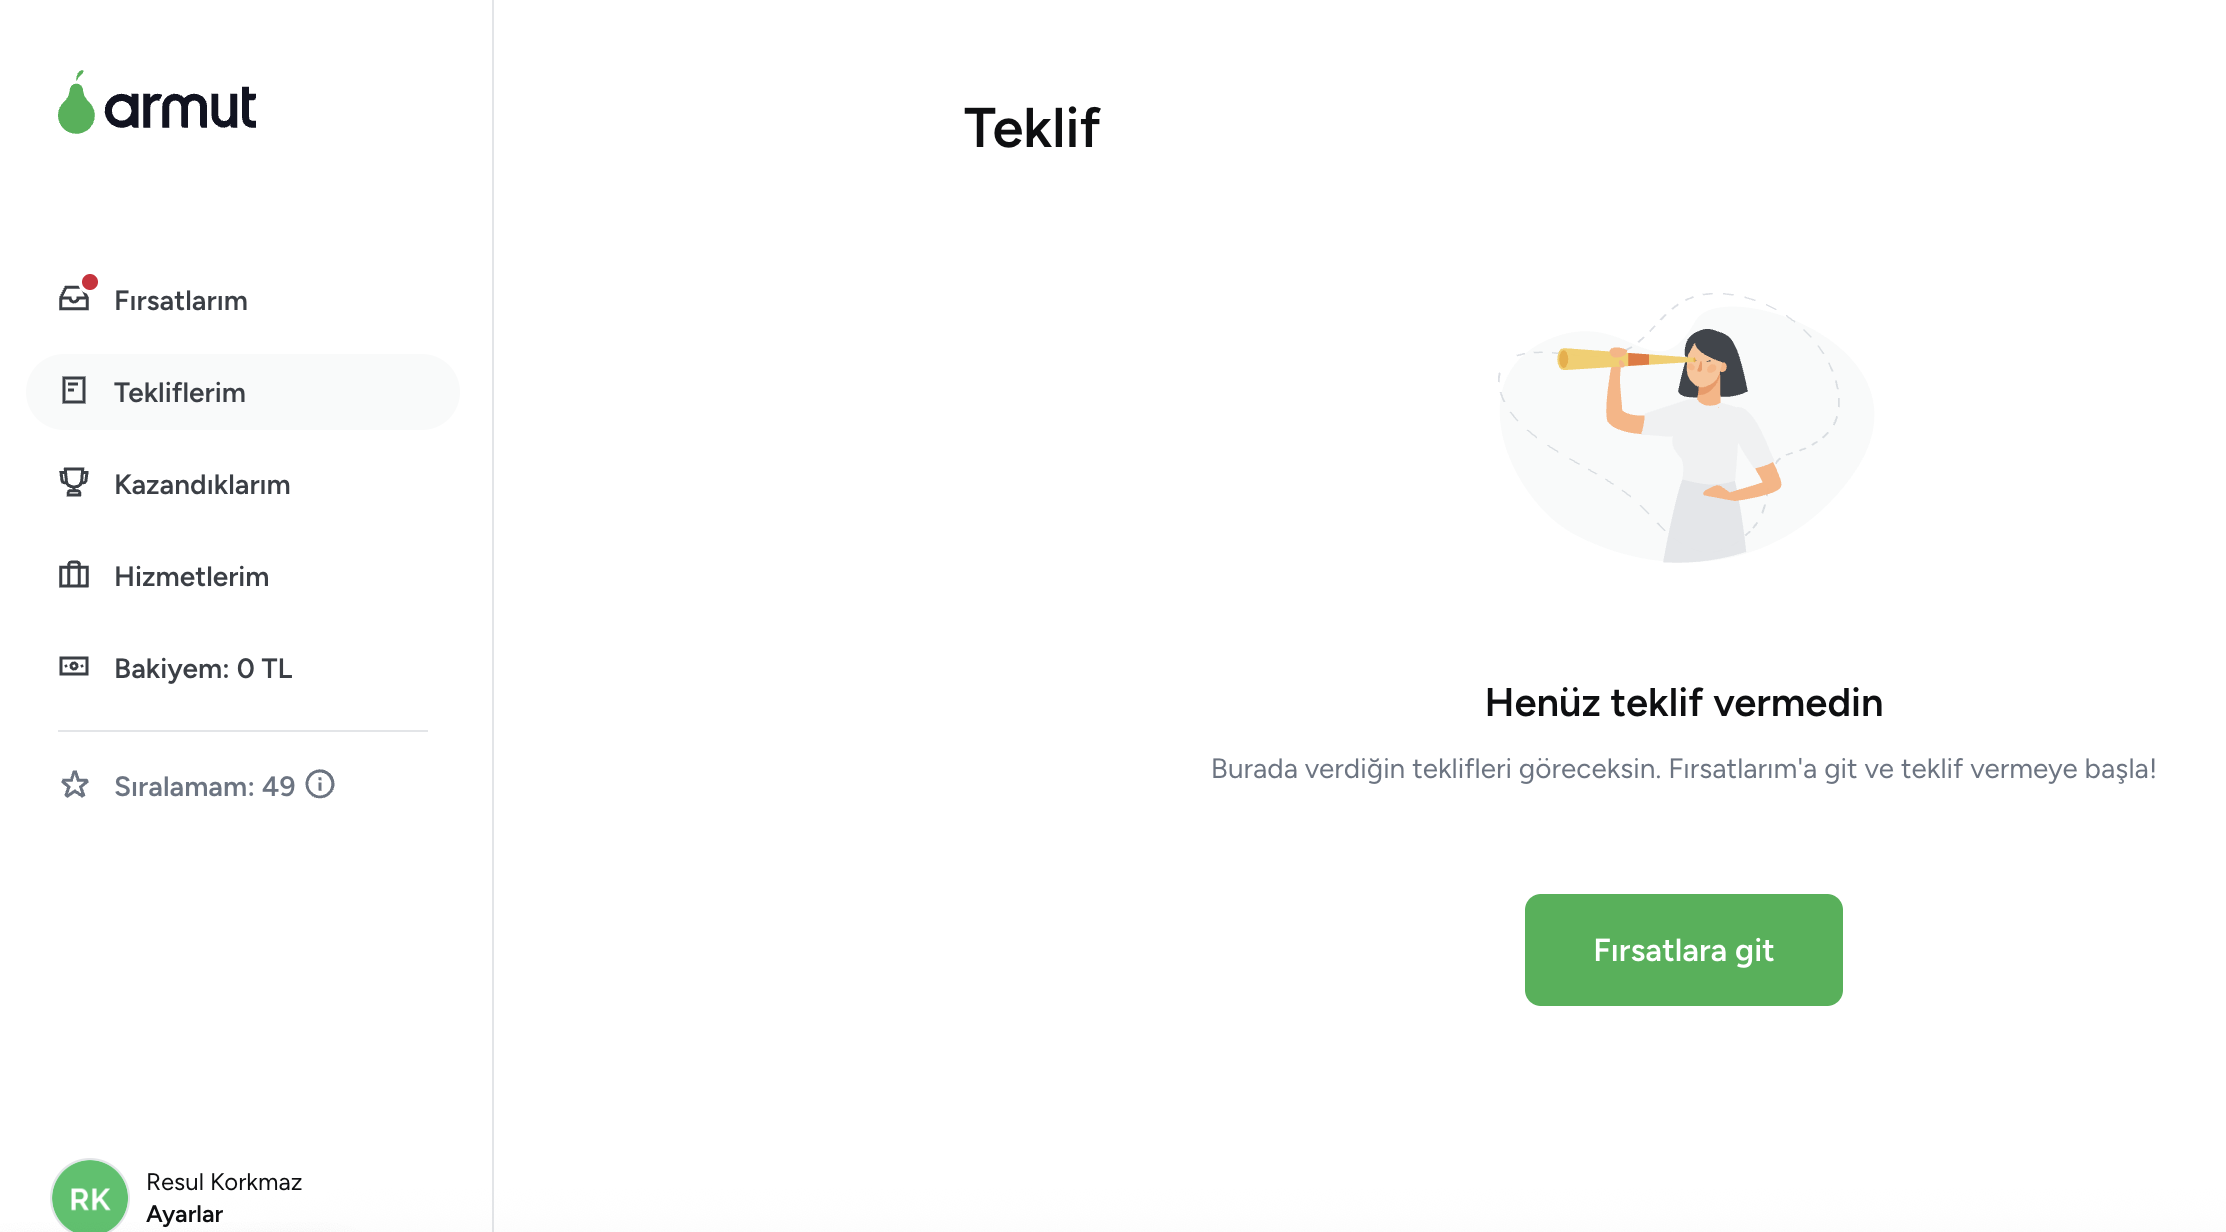 armut
Fırsatlarım
Tekliflerim
Kazandıklarım
Hizmetlerim
Bakiyem: 0 TL
Sıralamam: 49
RK
Resul Korkmaz
Ayarlar
Teklif
Henüz teklif vermedin
Burada verdiğin teklifleri göreceksin. Fırsatlarım'a git ve teklif vermeye başla!
Fırsatlara git